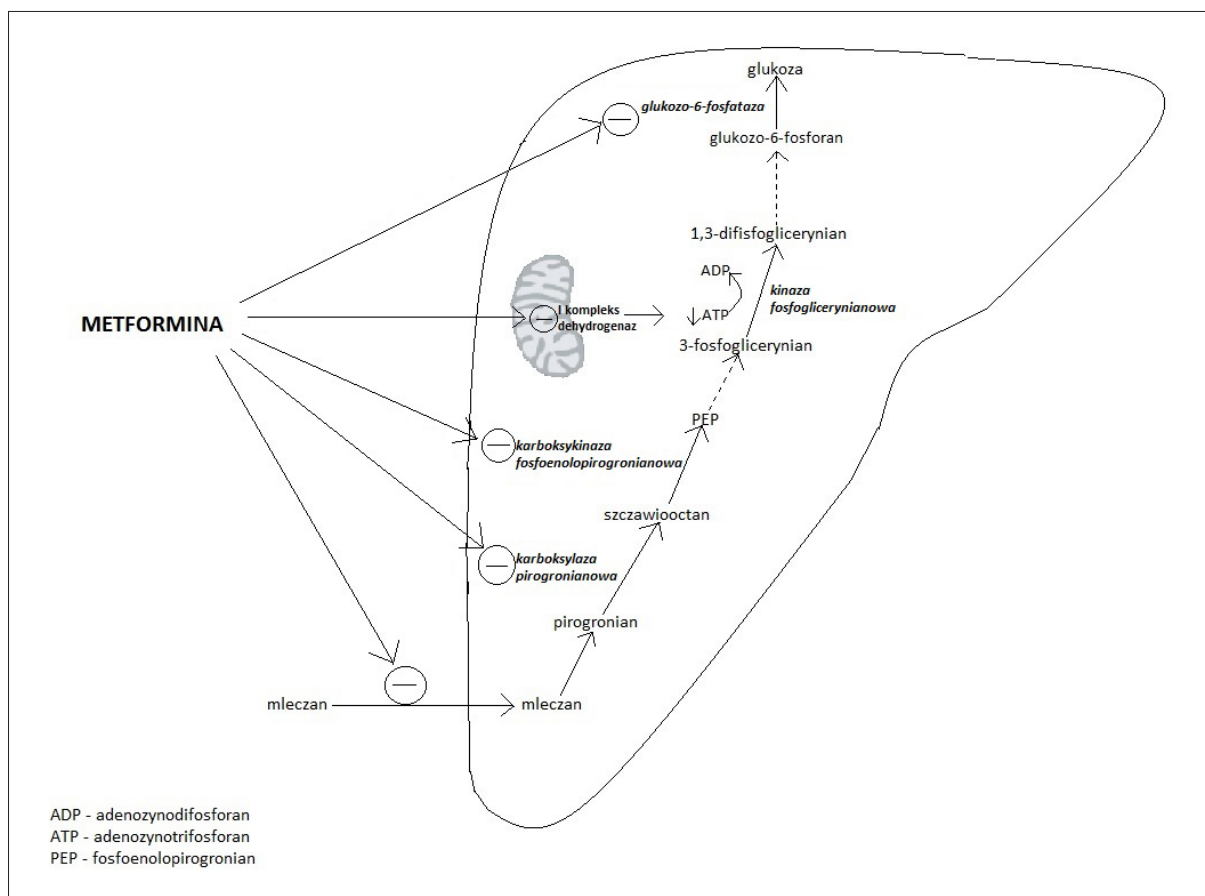 glukoza
glukozo-6-fosfataza
glukozo-6-fosforan
1,3-difisfoglicerynian
ADP
kinaza
fosfoglicerynianowa
METFORMINA
I kompleks
dehydrogenaz
ATP
3-fosfoglicerynian
PEP
karboksykinaza
fosfoenolopirogronianowa
szczawiooctan
karboksylaza
pirogronianowa
pirogronian
mleczan
mleczan
ADP - adenozynodifosforan
ATP - adenozynotrifosforan
PEP - fosfoenolopirogronian